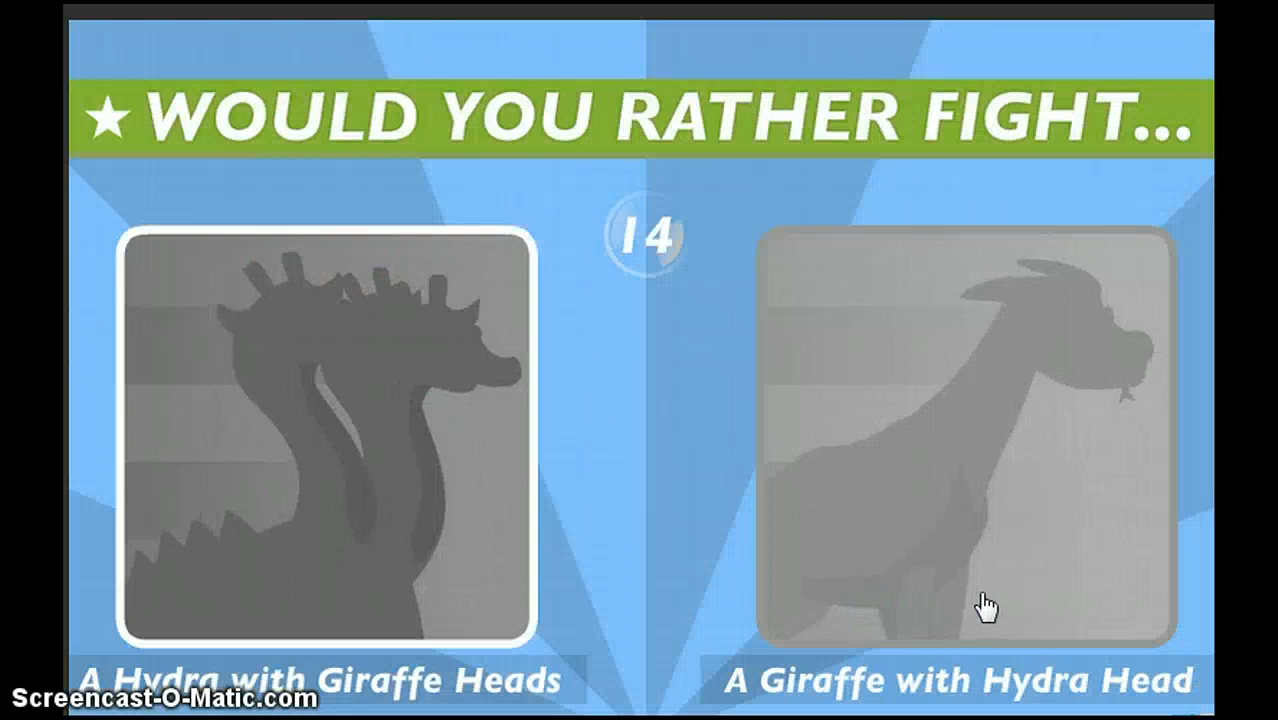 ★ WOULD YOU RATHER FIGHT...
14
A Hydra with Giraffe Heads
A Giraffe with Hydra Head
Screencast-O-Matic.com